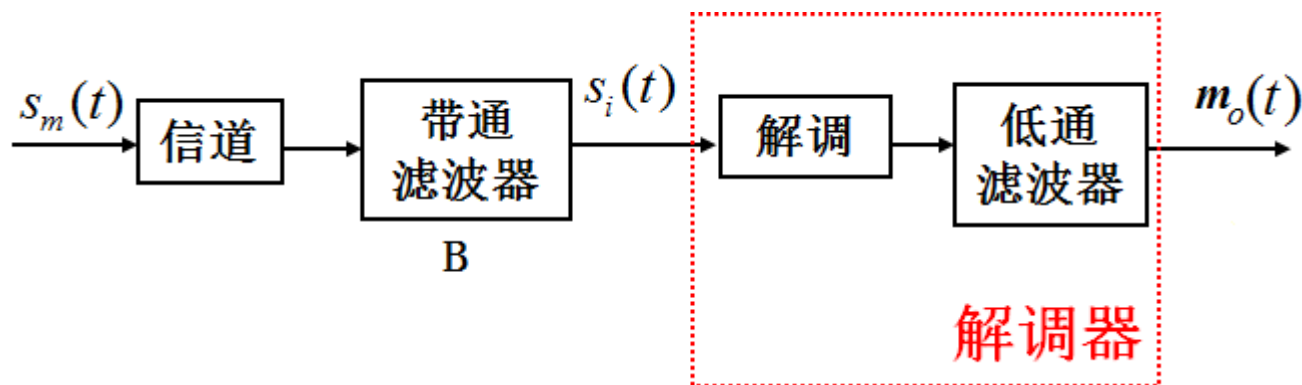 s_m(t)
信道
带通
滤波器
B
s_i(t)
解调
低通
滤波器
m_o(t)
解调器